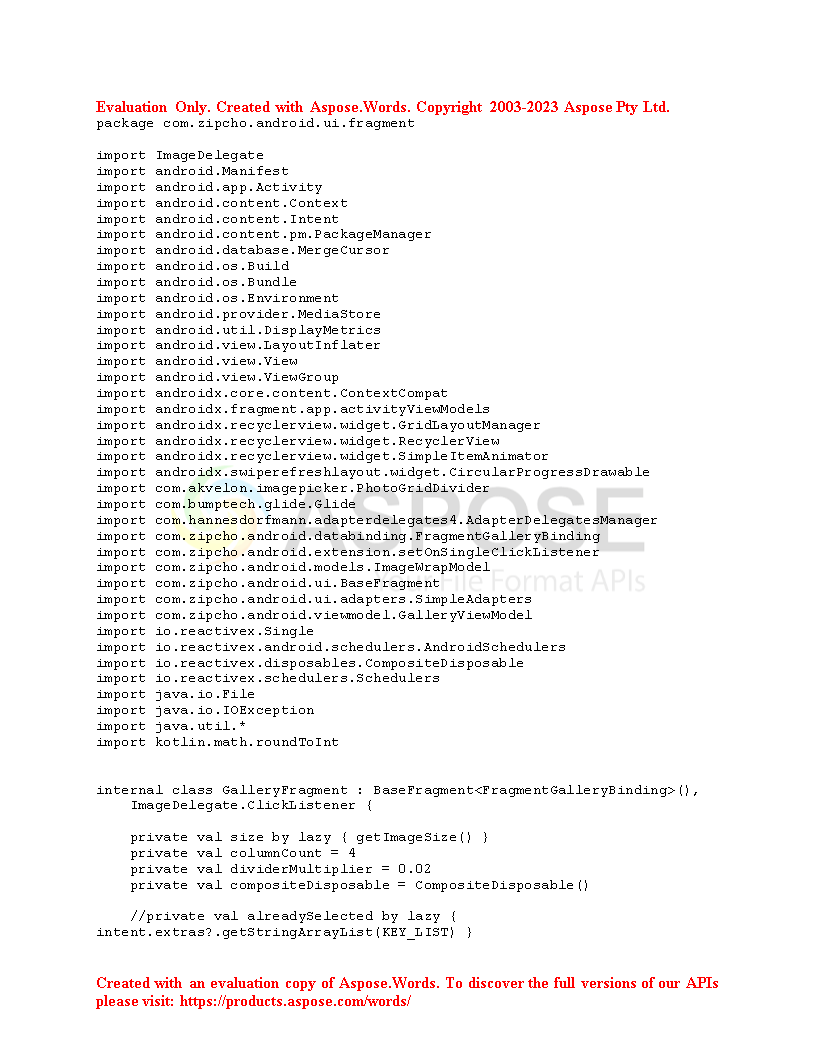 Evaluation Only. Created with Aspose.Words. Copyright 2003-2023 Aspose Pty Ltd.
package com.zipcho.android.ui.fragment
import ImageDelegate
import android.Manifest
import android.app.Activity
import android.content.Context
import android.content.Intent
import android.content.pm.PackageManager
import android.database.MergeCursor
import android.os.Build
import android.os.Bundle
import android.os.Environment
import android.provider.MediaStore
import android.util.DisplayMetrics
import android.view.LayoutInflater
import android.view.View
import android.view.ViewGroup
import androidx.core.content.ContextCompat
import androidx.fragment.app.activityViewModels
import androidx.recyclerview.widget.GridLayoutManager
import androidx.recyclerview.widget.RecyclerView
import androidx.recyclerview.widget.SimpleItemAnimator
import androidx.swiperefreshlayout.widget.CircularProgressDrawable
import com.akvelon.imagepicker.PhotoGridDivider
import com.bumptech.glide.Glide
import com.hannesdorfmann.adapterdelegates4.AdapterDelegatesManager
import com.zipcho.android.databinding.FragmentGalleryBinding
import com.zipcho.android.extension.setOnSingleClickListener
import com.zipcho.android.models.ImageWrapModel
import com.zipcho.android.ui.BaseFragment
import com.zipcho.android.ui.adapters.SimpleAdapters
import com.zipcho.android.viewmodel.GalleryViewModel
import io.reactivex.Single
import io.reactivex.android.schedulers.AndroidSchedulers
import io.reactivex.disposables.CompositeDisposable
import io.reactivex.schedulers.Schedulers
import java.io.File
import java.io.IOException
import java.util.*
import kotlin.math.roundToInt
ASPOSE
File Format APIs
internal class GalleryFragment : BaseFragment<FragmentGalleryBinding>(),
    ImageDelegate.ClickListener {
    private val size by lazy { getImageSize() }
    private val columnCount = 4
    private val dividerMultiplier = 0.02
    private val compositeDisposable = CompositeDisposable()
    //private val alreadySelected by lazy {
intent.extras?.getStringArrayList(KEY_LIST) }
Created with an evaluation copy of Aspose.Words. To discover the full versions of our APIs
please visit: https://products.aspose.com/words/